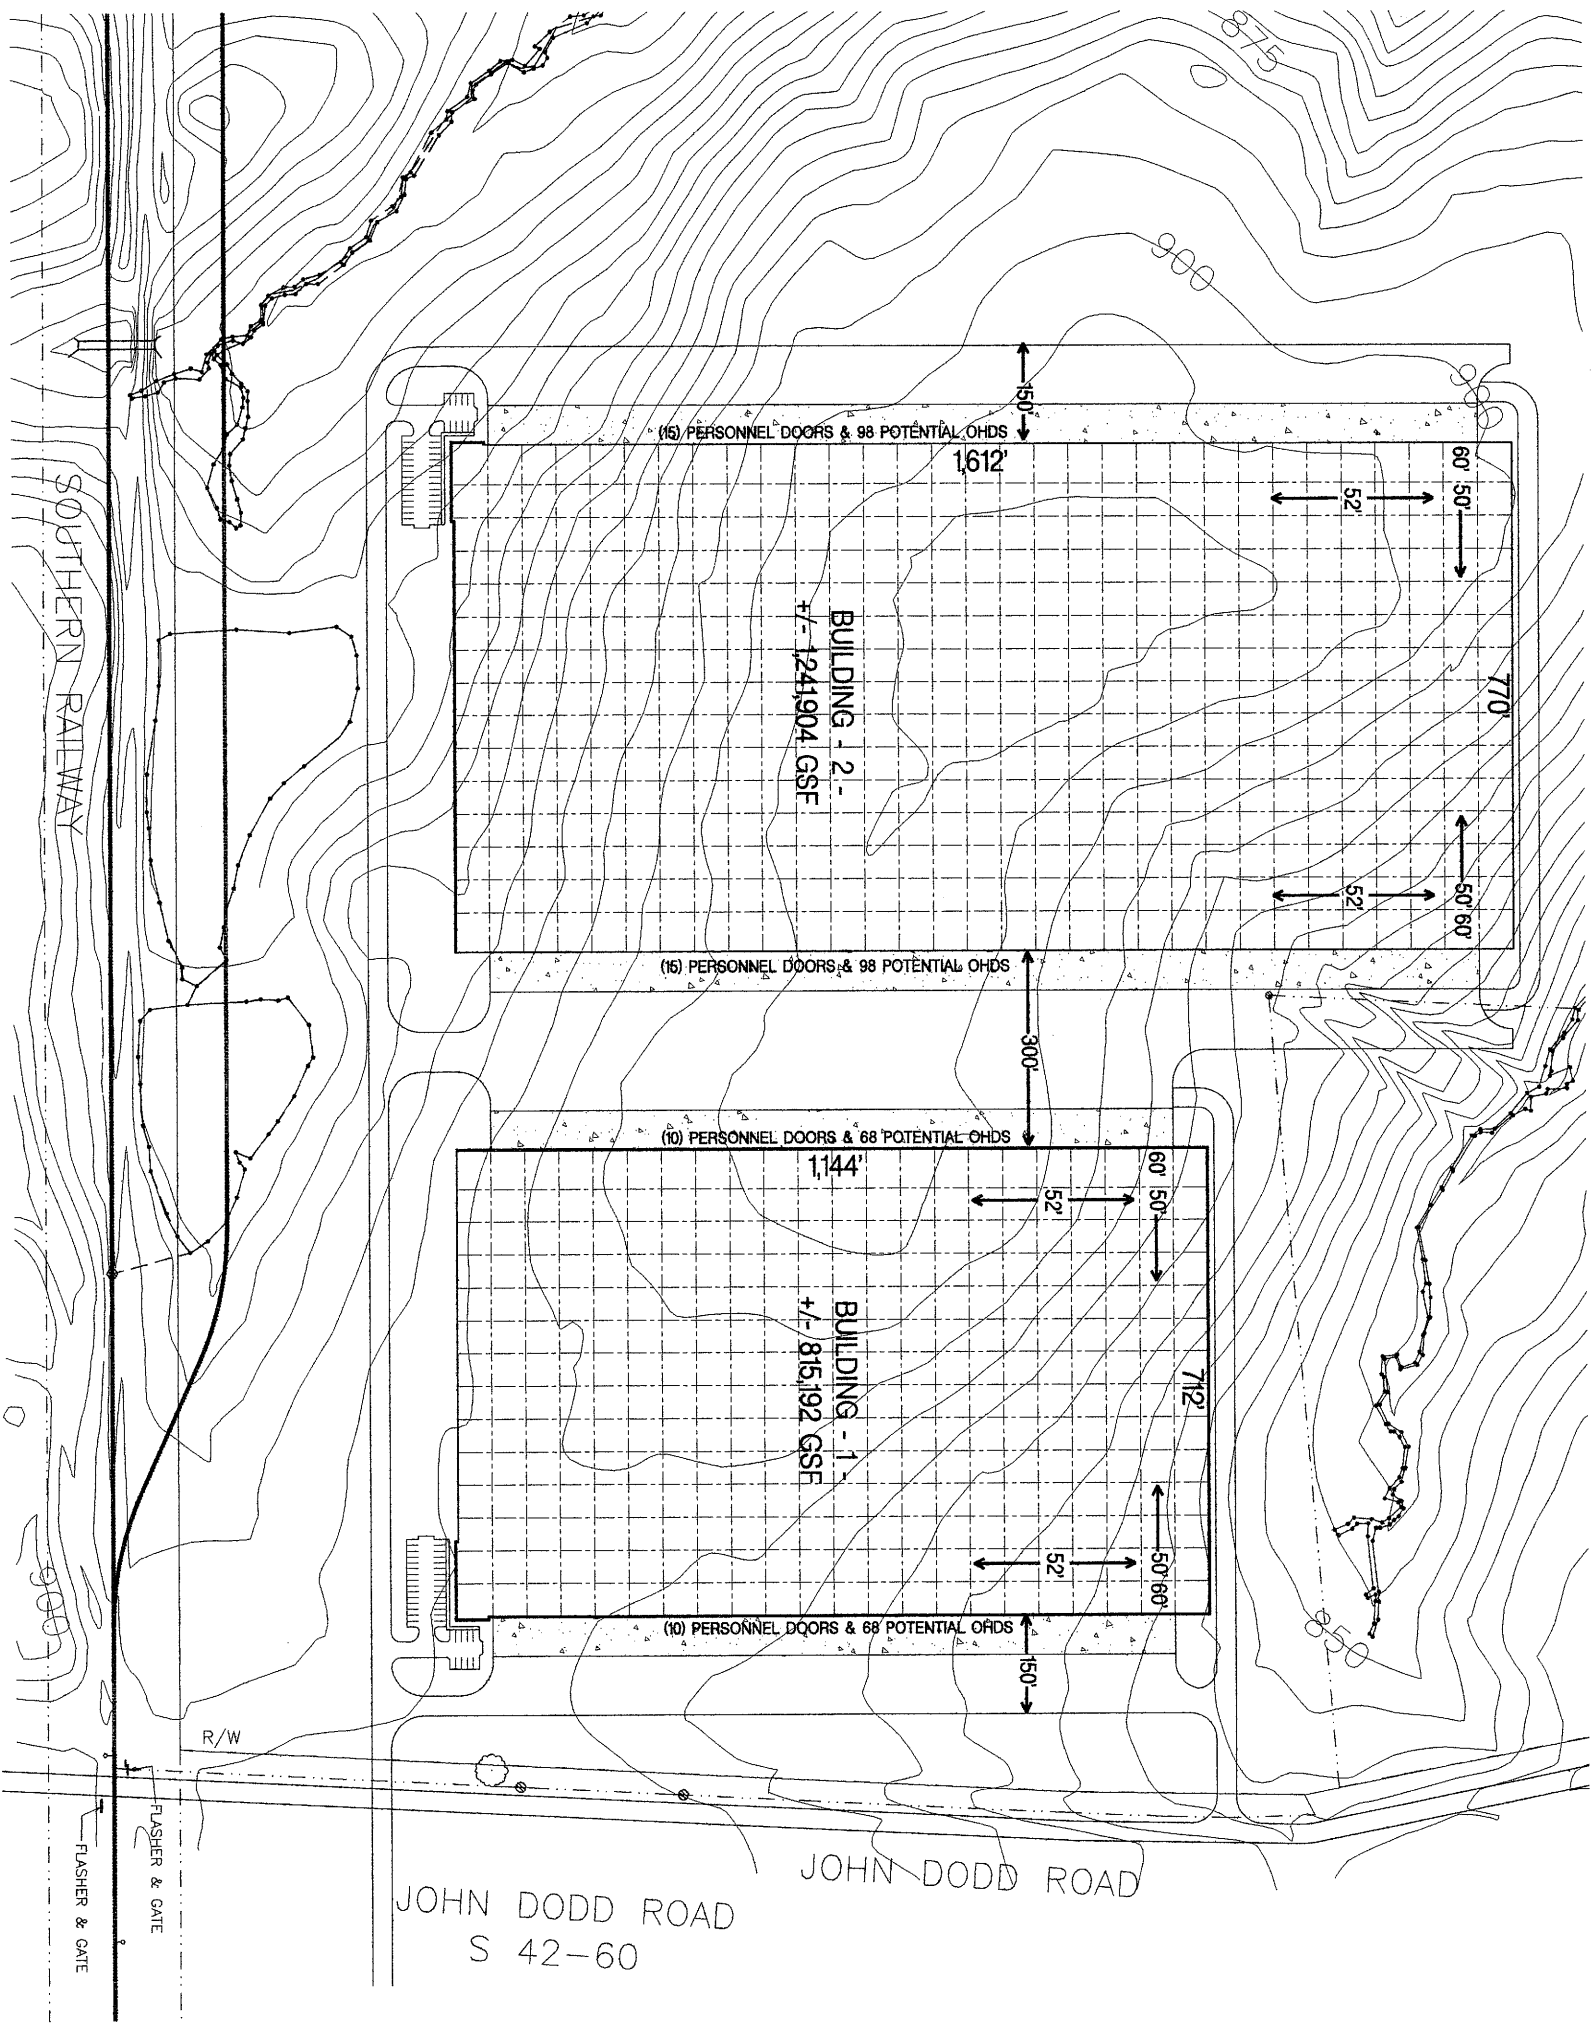 875
900
900
150'
(15) PERSONNEL DOORS & 98 POTENTIAL OHDS
1,612'
60' 50'
52'
770'
BUILDING - 2 -
+/- 1,241,904 GSF
SOUTHERN RAILWAY
52'
50' 60'
(15) PERSONNEL DOORS & 98 POTENTIAL OHDS
300'
(10) PERSONNEL DOORS & 68 POTENTIAL OHDS
1,144'
60' 50'
52'
712'
BUILDING - 1 -
+/- 815,192 GSF
52'
50' 60'
(10) PERSONNEL DOORS & 68 POTENTIAL OHDS
150'
900
850
R/W
FLASHER & GATE
FLASHER & GATE
JOHN DODD ROAD
JOHN DODD ROAD
S 42-60